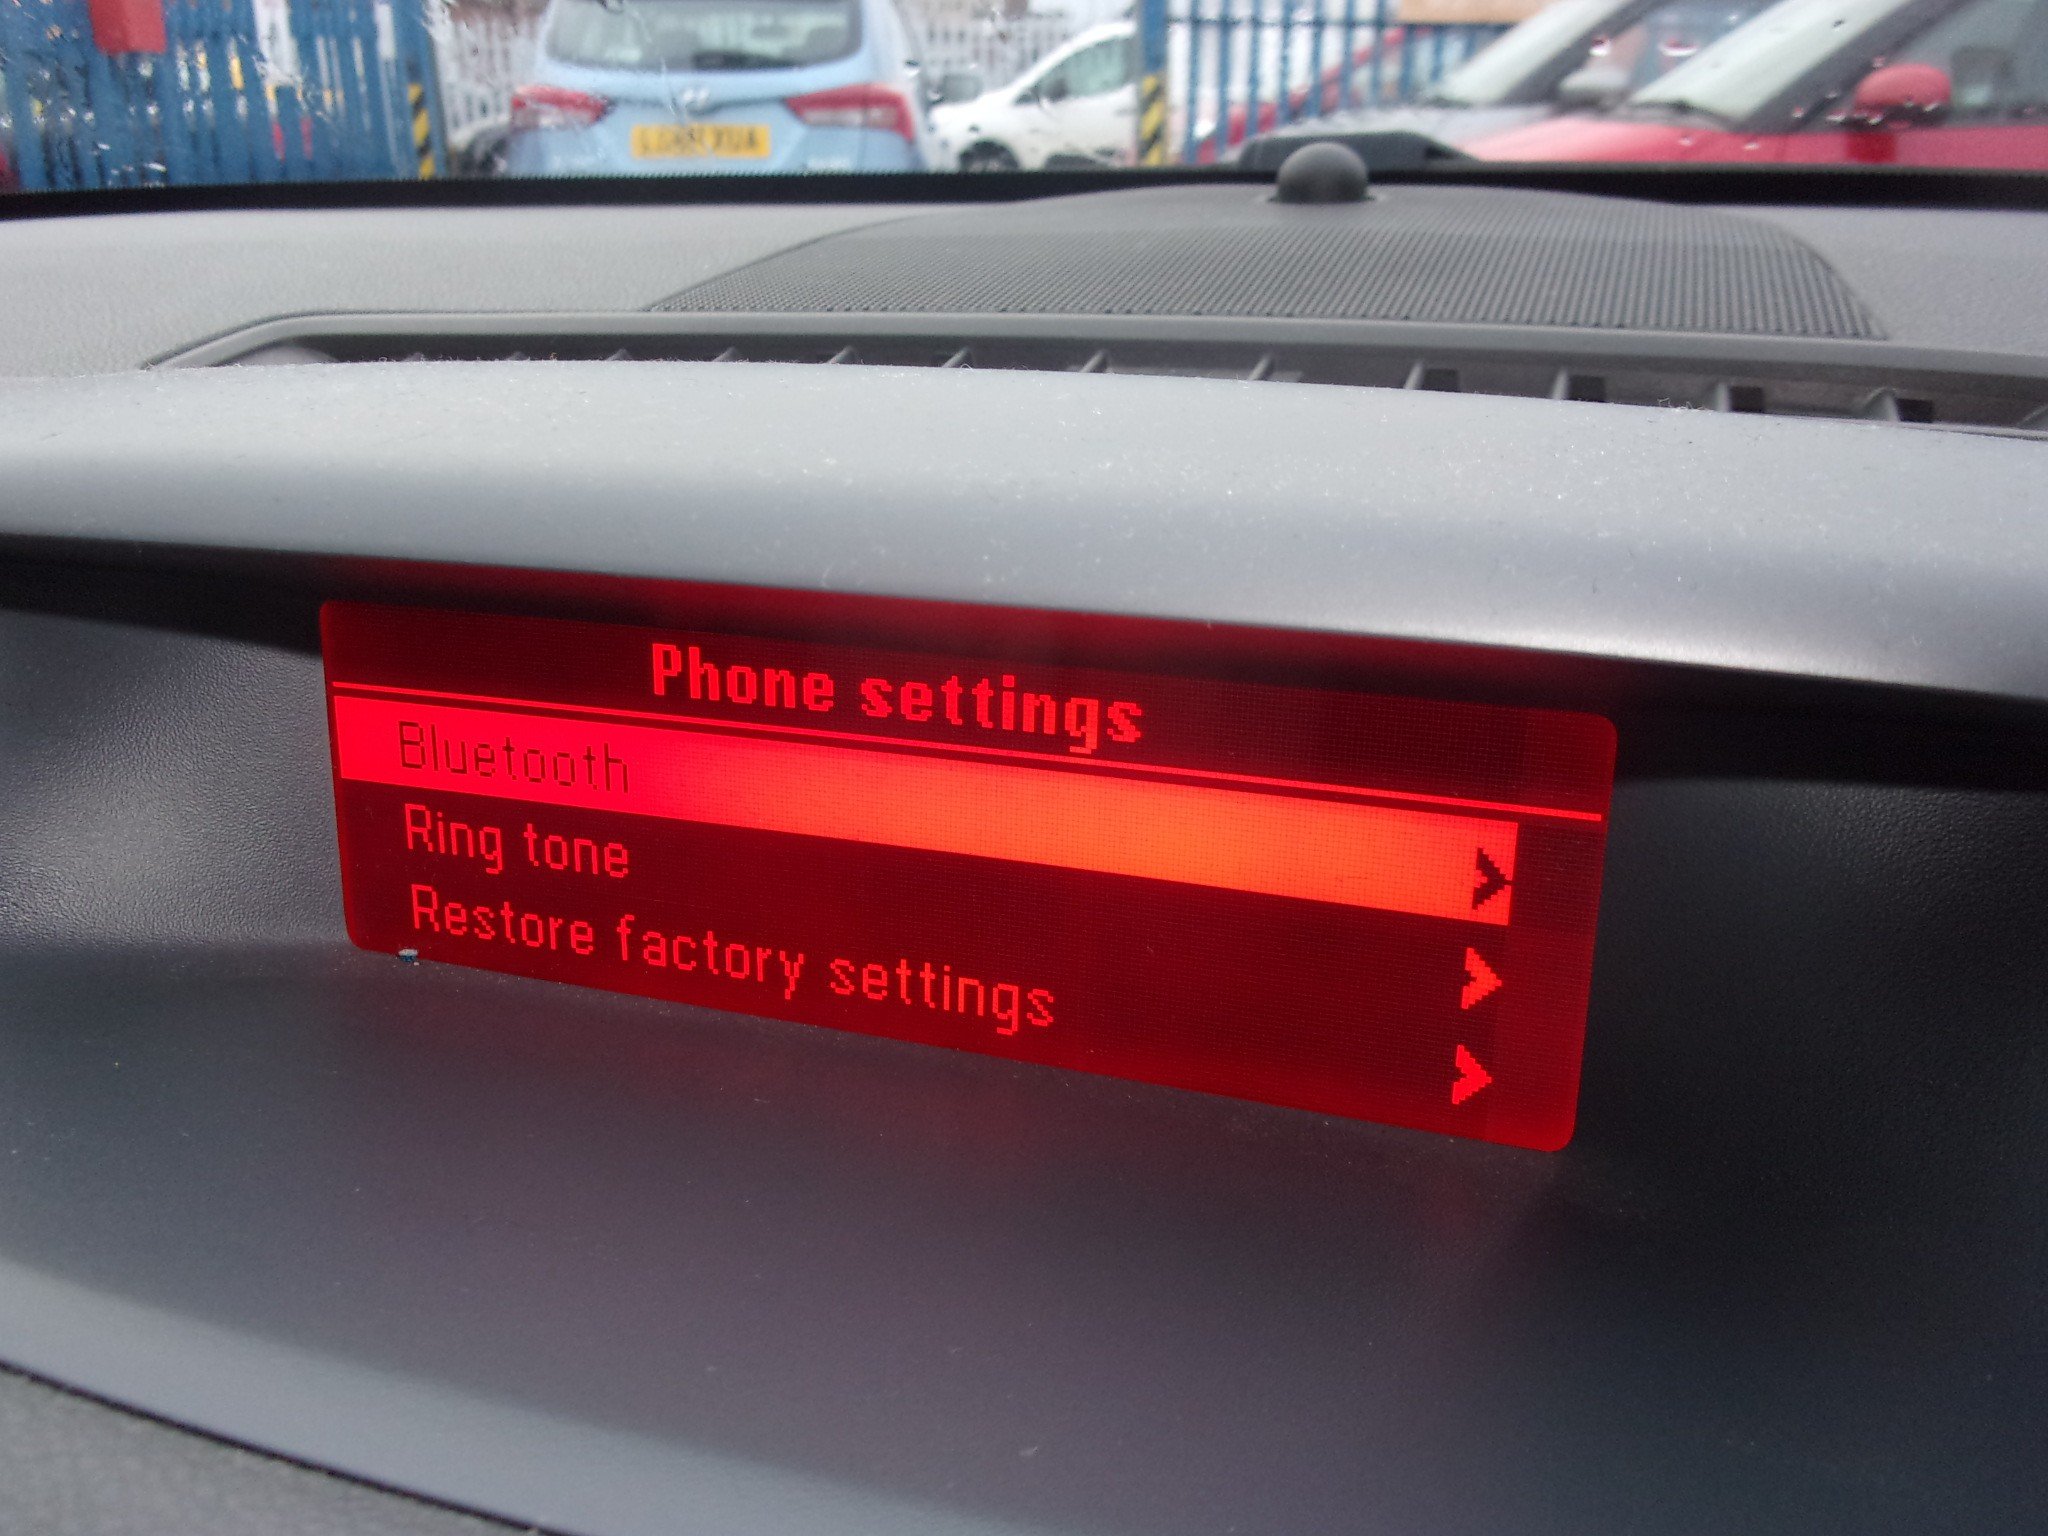 Phone settings
Bluetooth
Ring tone
Restore factory settings